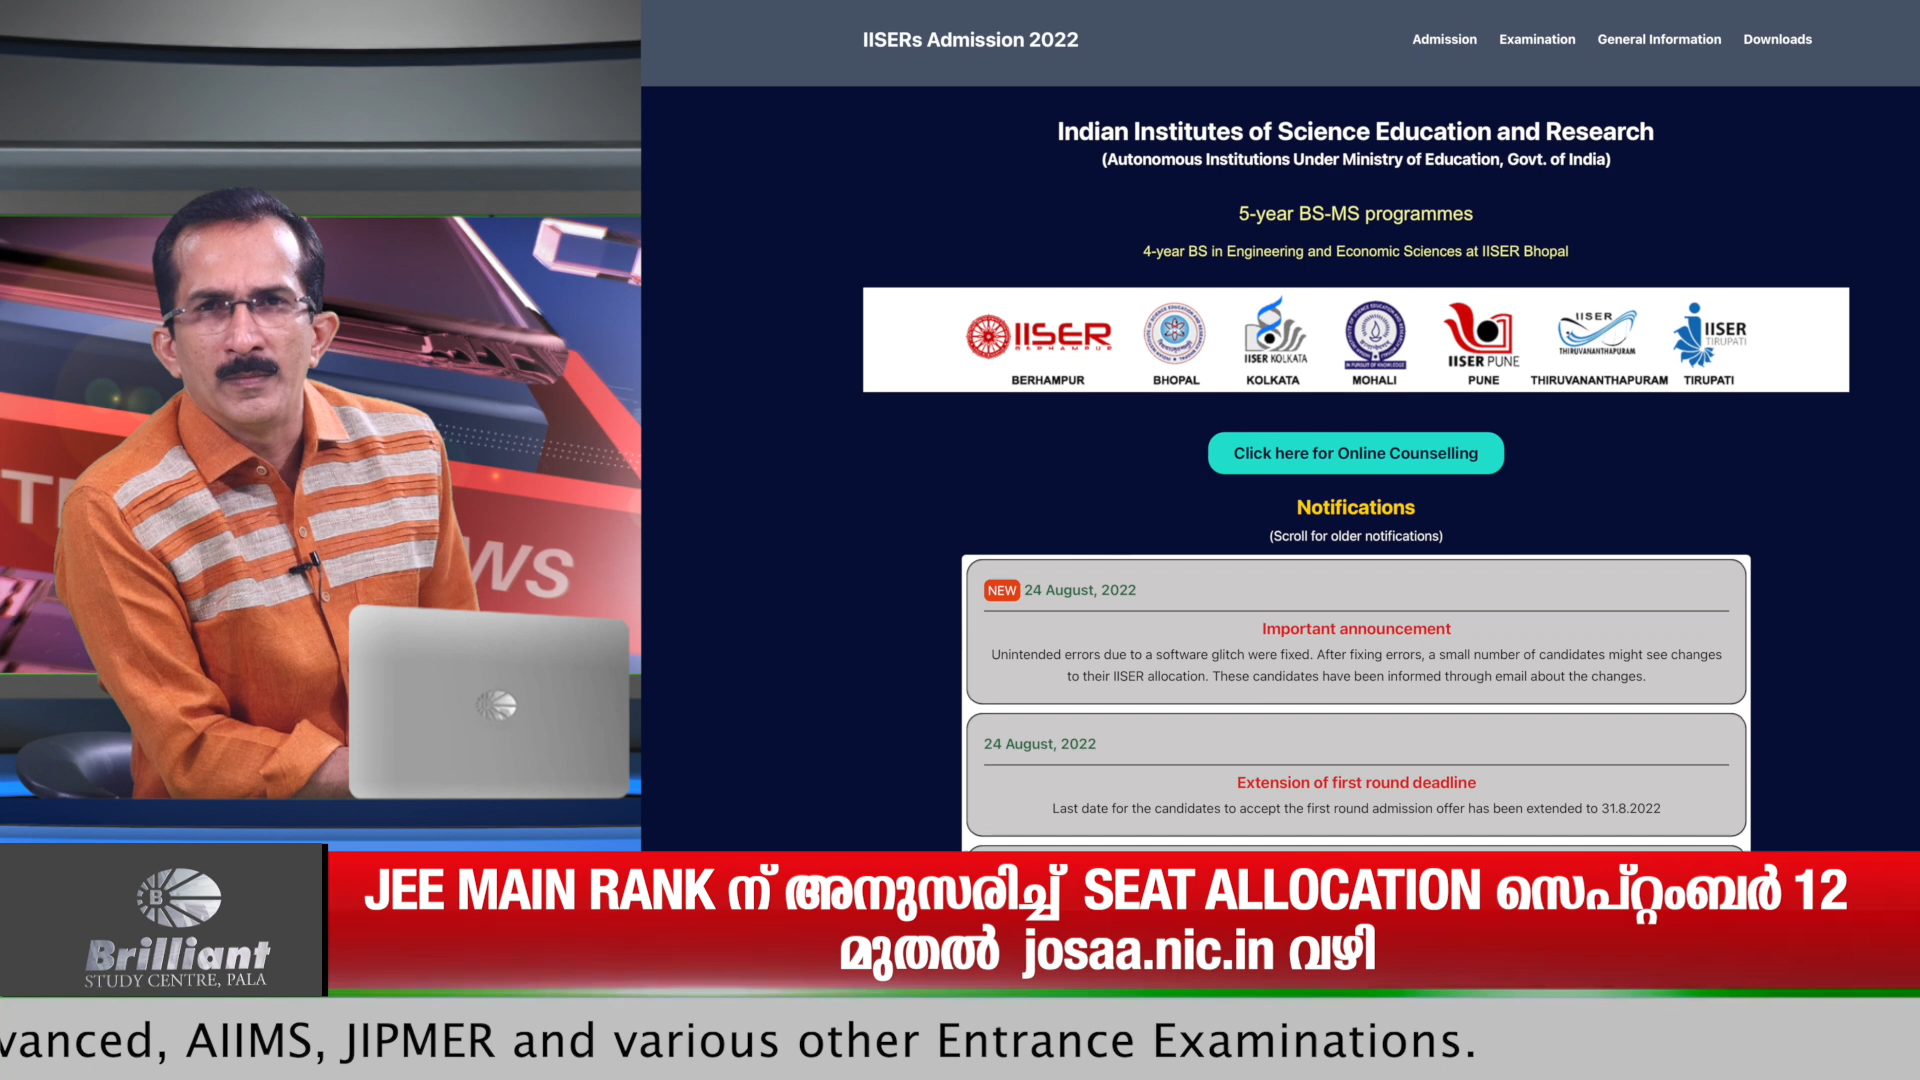 IISERs Admission 2022
Admission Examination General Information Downloads
Indian Institutes of Science Education and Research
(Autonomous Institutions Under Ministry of Education, Govt. of India)
5-year BS-MS programmes
4-year BS in Engineering and Economic Sciences at IISER Bhopal
IISER
BERHAMPUR
IISER KOLKATA
IISER PUNE
IISER
THIRUVANANTHAPURAM
IISER
TIRUPATI
BERHAMPUR BHOPAL KOLKATA MOHALI PUNE THIRUVANANTHAPURAM TIRUPATI
Click here for Online Counselling
Notifications
(Scroll for older notifications)
NEW 24 August, 2022
Important announcement
Unintended errors due to a software glitch were fixed. After fixing errors, a small number of candidates might see changes
to their IISER allocation. These candidates have been informed through email about the changes.
24 August, 2022
Extension of first round deadline
Last date for the candidates to accept the first round admission offer has been extended to 31.8.2022
JEE MAIN RANK ന് അനുസരിച്ച് SEAT ALLOCATION സെപ്റ്റംബർ 12
മുതൽ josaa.nic.in വഴി
B
Brilliant
STUDY CENTRE, PALA
vanced, AIIMS, JIPMER and various other Entrance Examinations.